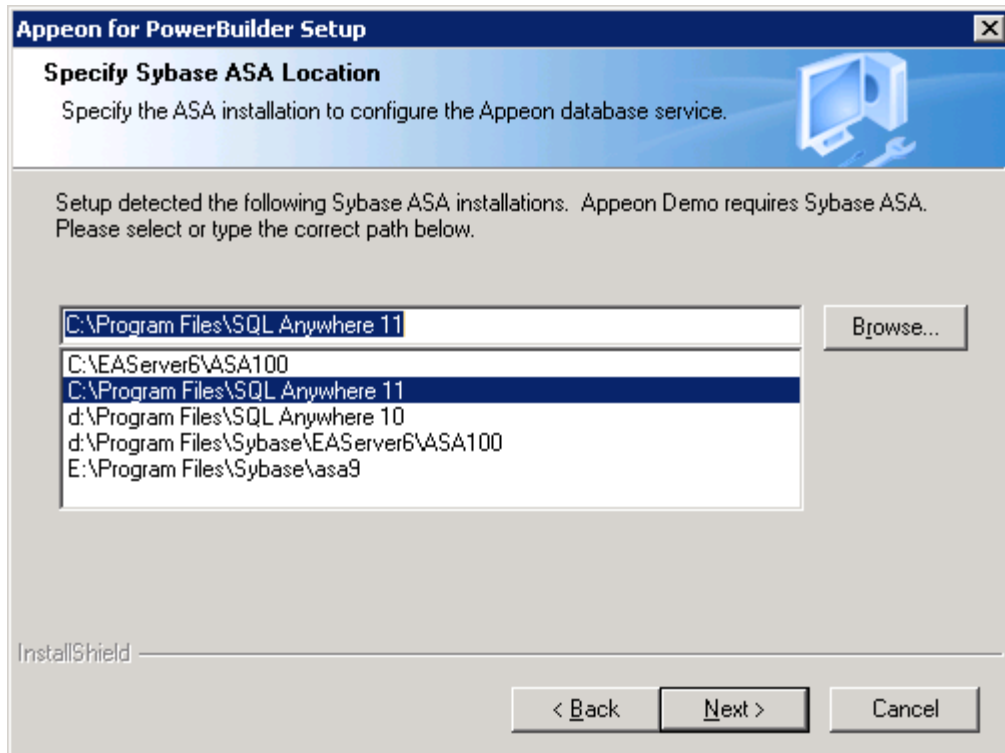 Appeon for PowerBuilder Setup
Specify Sybase ASA Location
Specify the ASA installation to configure the Appeon database service.
Setup detected the following Sybase ASA installations.  Appeon Demo requires Sybase ASA.
Please select or type the correct path below.
C:\Program Files\SQL Anywhere 11
Browse...
C:\EAServer6\ASA100
C:\Program Files\SQL Anywhere 11
d:\Program Files\SQL Anywhere 10
d:\Program Files\Sybase\EAServer6\ASA100
E:\Program Files\Sybase\asa9
InstallShield
< Back
Next >
Cancel